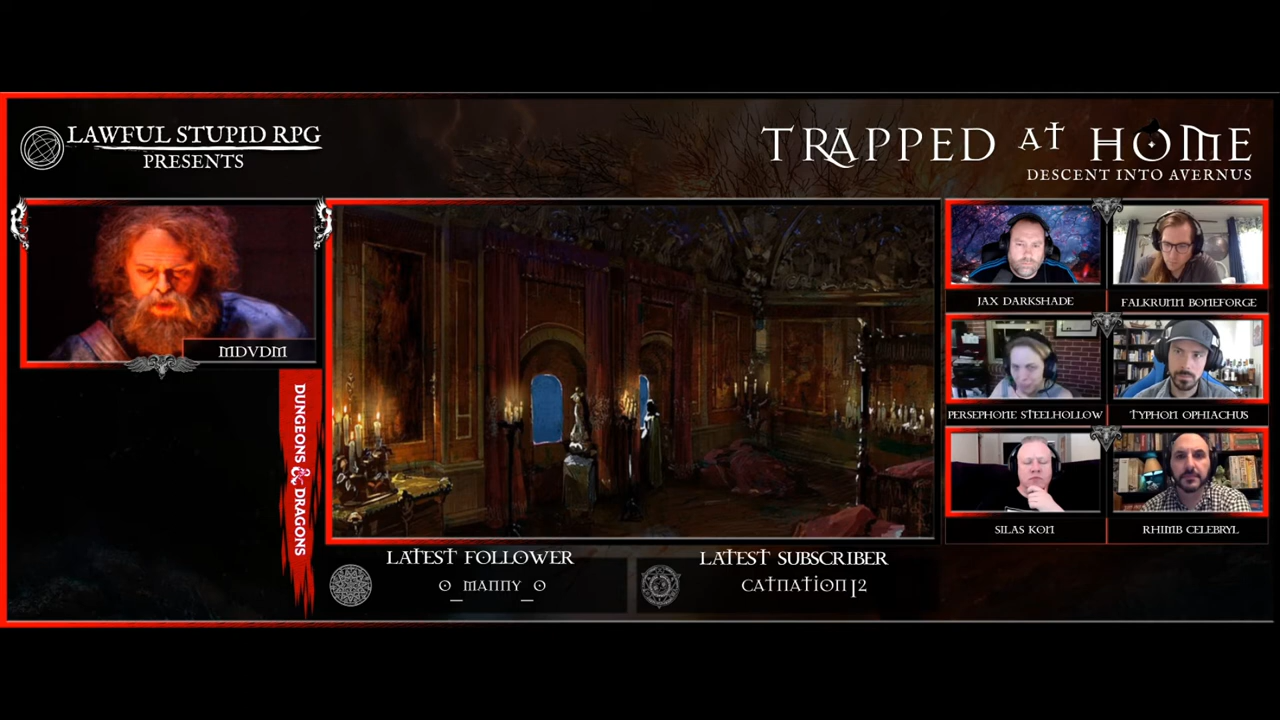 LAWFUL STUPID RPG
PRESENTS
TRAPPED AT HOME
DESCENT INTO AVERNUS
MDVDM
JAX DARKSHADE
FALKRUNN BONEFORGE
PERSEPHONE STEELHOLLOW
TYPHON OPHIACHUS
SILAS KON
RHIMB CELEBRYL
DUNGEONS & DRAGONS
LATEST FOLLOWER
O_MANNY_O
LATEST SUBSCRIBER
CATNATION12